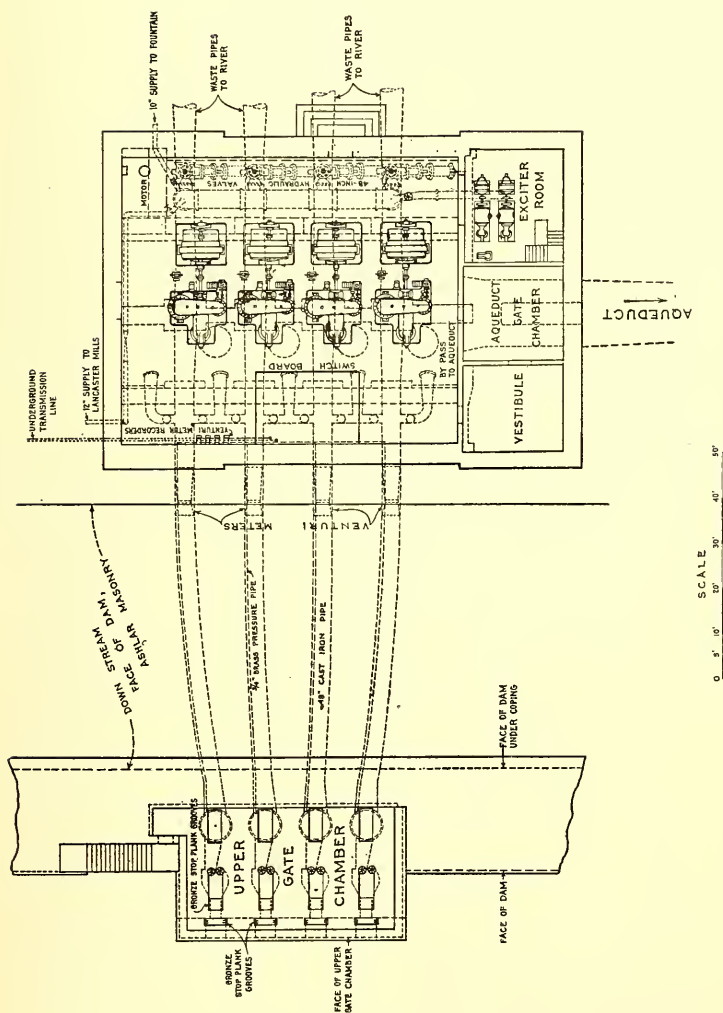 10" SUPPLY TO FOUNTAIN
WASTE PIPES
TO RIVER
WASTE PIPES
TO RIVER
MOTOR
48-INCH HYDRAULIC VALVES
EXCITER
ROOM
UNDERGROUND
TRANSMISSION
LINE
12" SUPPLY TO
LANCASTER MILLS
SWITCH
BOARD
BY PASS
TO AQUEDUCT
AQUEDUCT
GATE
CHAMBER
AQUEDUCT
VESTIBULE
VENTURI METOR RECORDERS
VENTURI METERS
DOWN STREAM
FACE OF DAM,
ASHLAR MASONRY
3/4" BRASS PRESSURE PIPE
48" CAST IRON PIPE
SCALE
0 5' 10' 20' 30' 40' 50'
FACE OF DAM
UNDER COPING
BRONZE STOP PLANK GROOVES
UPPER
GATE
CHAMBER
BRONZE
STOP PLANK
GROOVES
FACE OF UPPER
GATE CHAMBER
FACE OF DAM